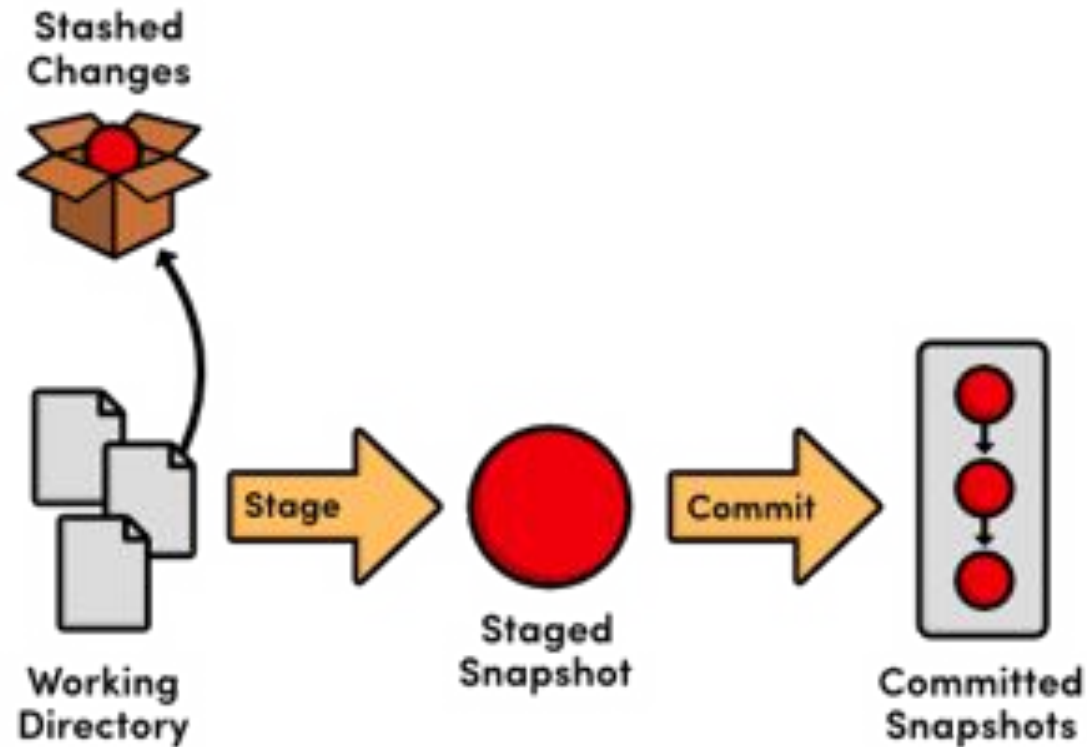 Stashed
Changes
Stage
Commit
Staged
Snapshot
Working
Directory
Committed
Snapshots